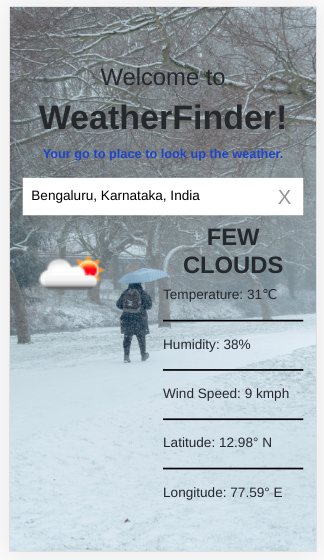 Welcome to
WeatherFinder!
Your go to place to look up the weather.
Bengaluru, Karnataka, India X
FEW
CLOUDS
Temperature: 31℃
Humidity: 38%
Wind Speed: 9 kmph
Latitude: 12.98° N
Longitude: 77.59° E